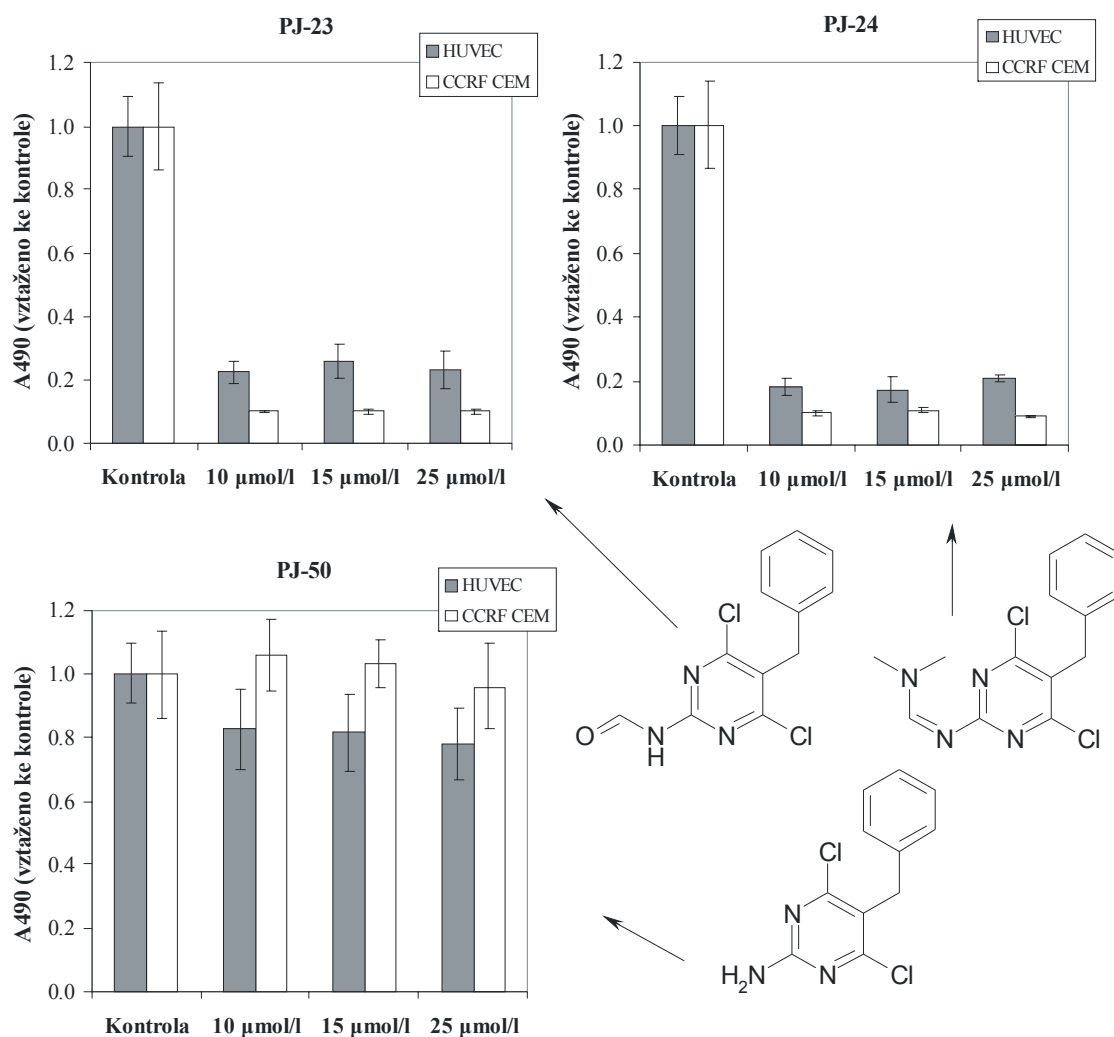 PJ-23
HUVEC
CCRF CEM
A490 (vztaženo ke kontrole)
1.2
1.0
0.8
0.6
0.4
0.2
0.0
Kontrola 10 µmol/l 15 µmol/l 25 µmol/l
PJ-24
HUVEC
CCRF CEM
A490 (vztaženo ke kontrole)
1.2
1.0
0.8
0.6
0.4
0.2
0.0
Kontrola 10 µmol/l 15 µmol/l 25 µmol/l
PJ-50
HUVEC
CCRF CEM
A490 (vztaženo ke kontrole)
1.2
1.0
0.8
0.6
0.4
0.2
0.0
Kontrola 10 µmol/l 15 µmol/l 25 µmol/l
Cl
N
O
N
H
N
Cl
Cl
N
N
N
N
Cl
Cl
N
H2N
N
Cl